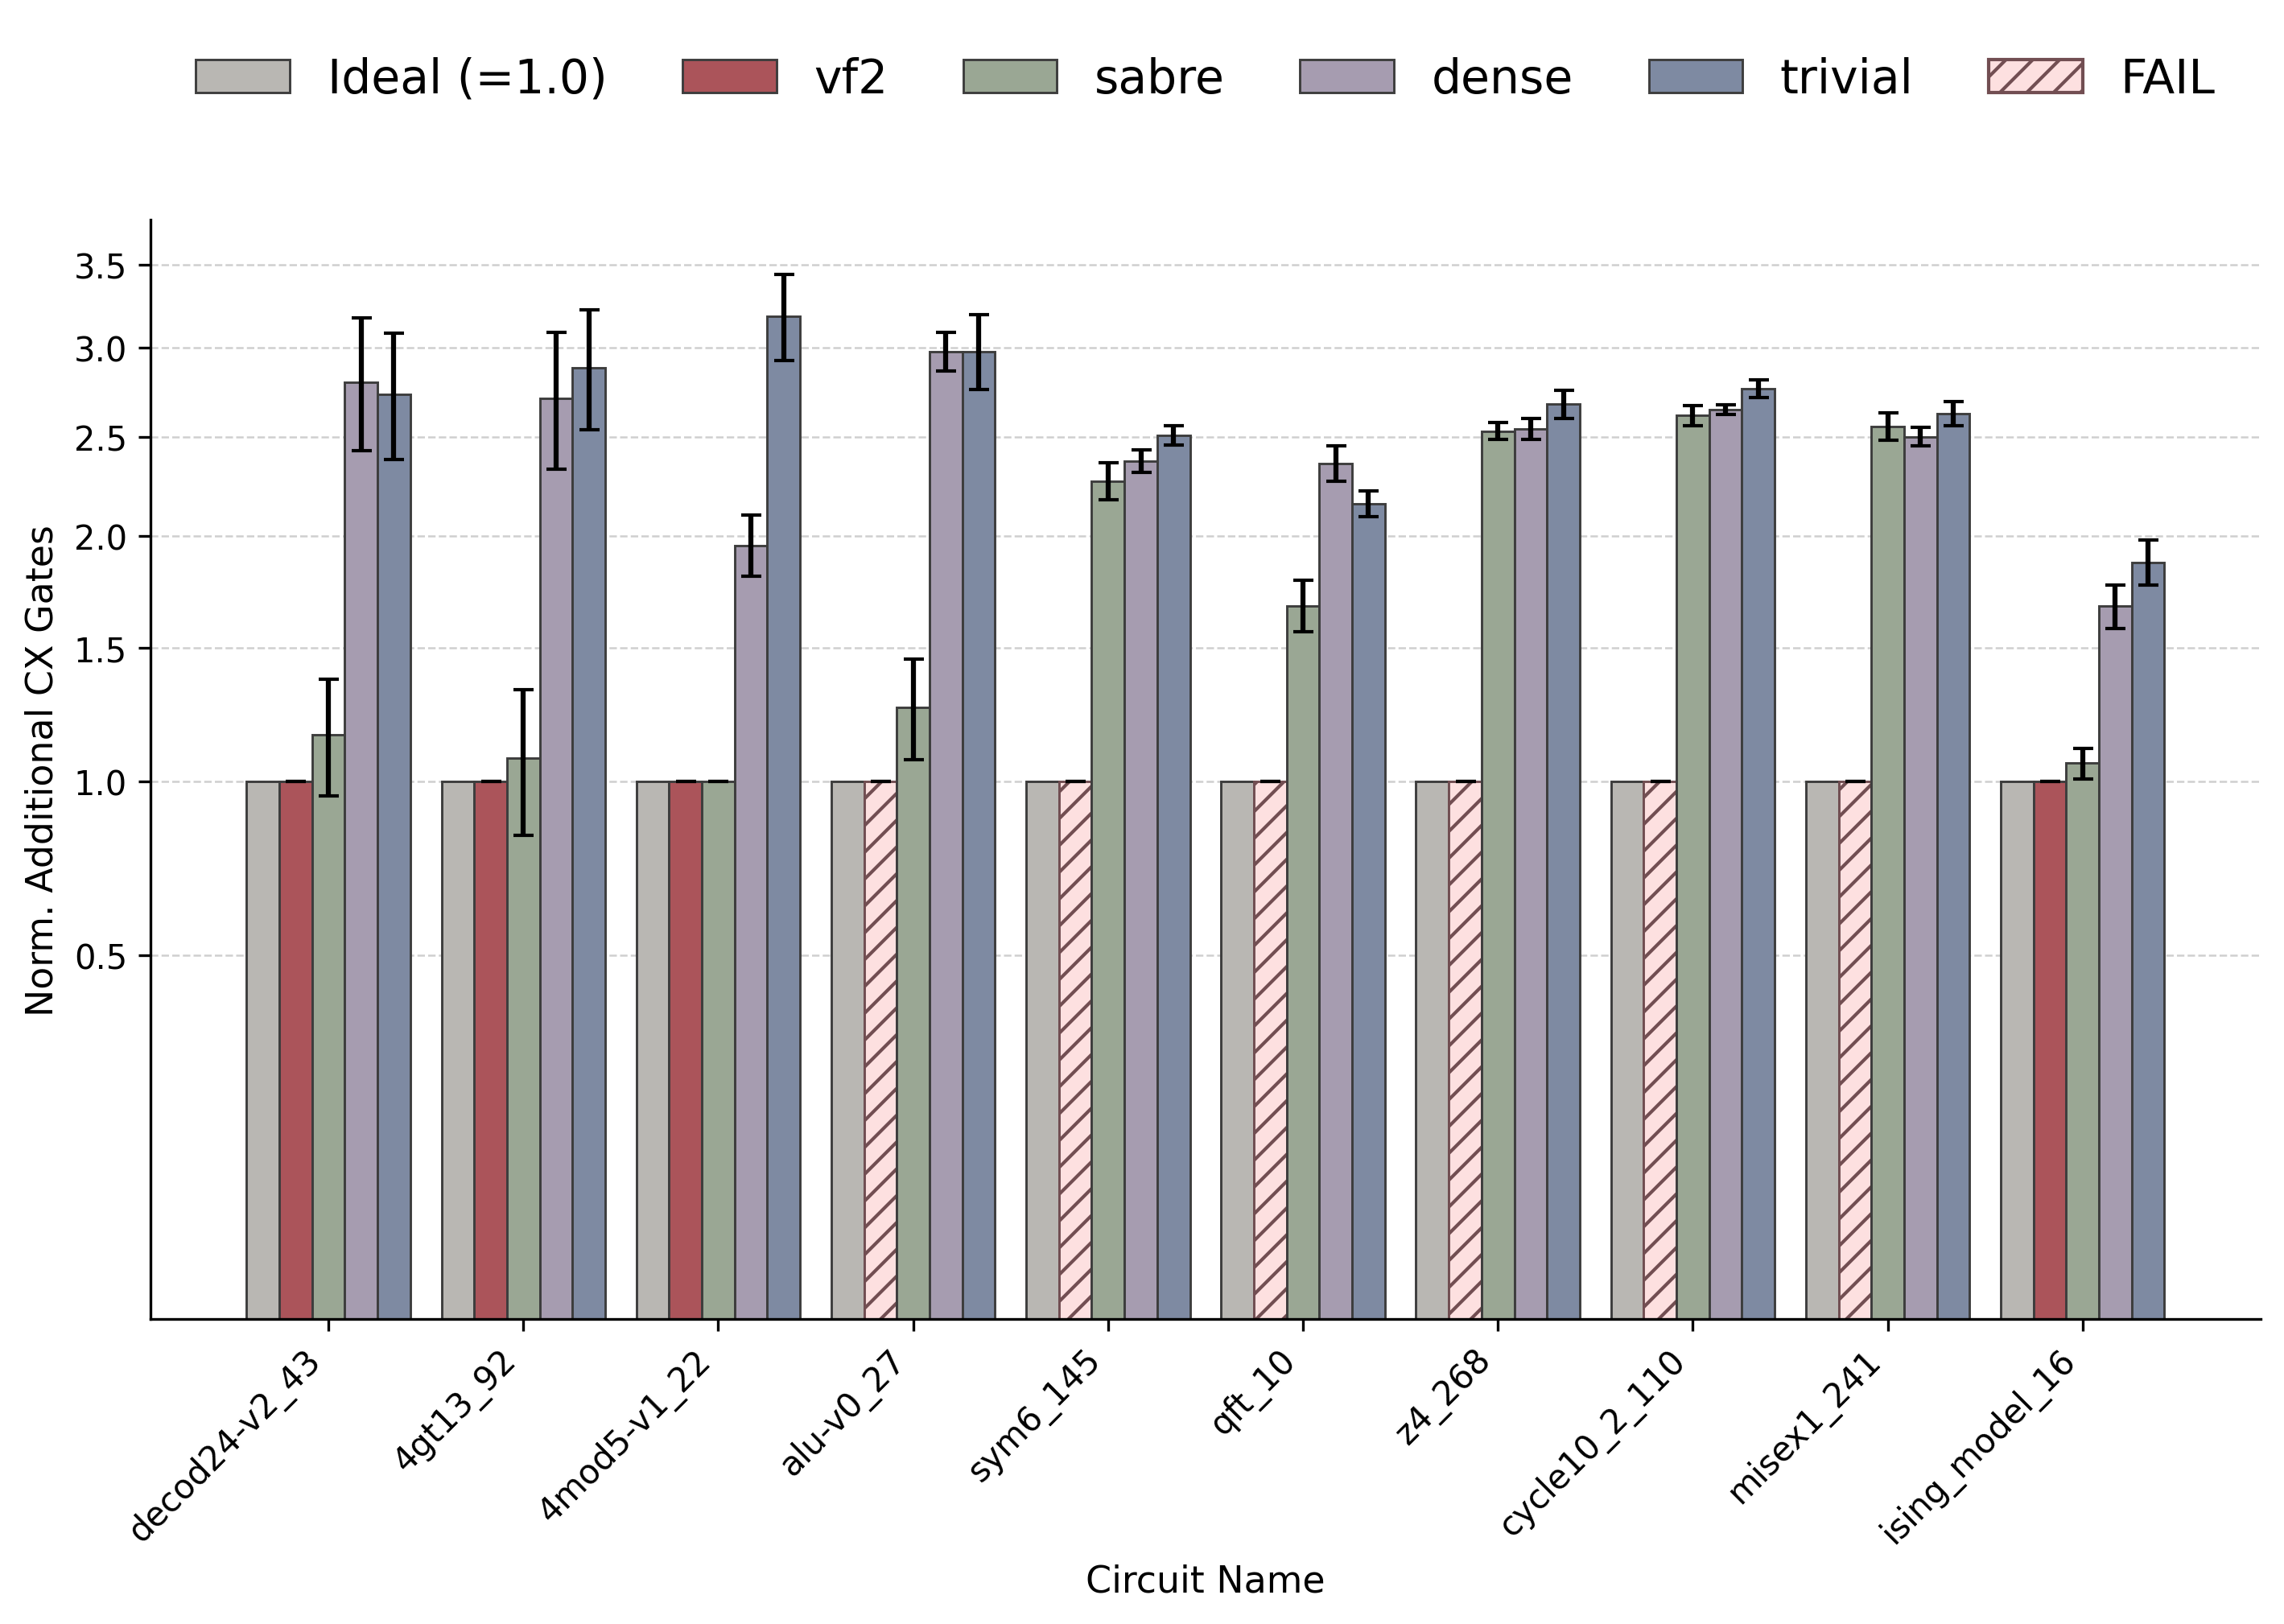 Ideal (=1.0) vf2 sabre dense trivial FAIL
Norm. Additional CX Gates
3.5
3.0
2.5
2.0
1.5
1.0
0.5
decod24-v2_43
4gt13_92
4mod5-v1_22
alu-v0_27
sym6_145
qft_10
z4_268
cycle10_2_110
misex1_241
ising_model_16
Circuit Name